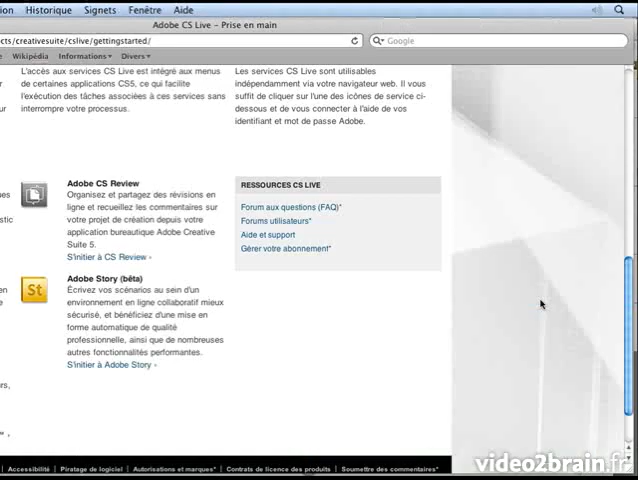 ion Historique Signets Fenêtre Aide
Adobe CS Live – Prise en main
cts/creativesuite/cslive/gettingstarted/
Google
Wikipédia Informations Divers
L'accès aux services CS Live est intégré aux menus
de certaines applications CS5, ce qui facilite
l'exécution des tâches associées à ces services sans
interrompre votre processus.
Les services CS Live sont utilisables
indépendamment via votre navigateur web. Il vous
suffit de cliquer sur l'une des icônes de service ci-
dessous et de vous connecter à l'aide de vos
identifiant et mot de passe Adobe.
Adobe CS Review
Organisez et partagez des révisions en
ligne et recueillez les commentaires sur
votre projet de création depuis votre
application bureautique Adobe Creative
Suite 5.
S'initier à CS Review
St
Adobe Story (bêta)
Écrivez vos scénarios au sein d'un
environnement en ligne collaboratif mieux
sécurisé, et bénéficiez d'une mise en
forme automatique de qualité
professionnelle, ainsi que de nombreuses
autres fonctionnalités performantes.
S'initier à Adobe Story
RESSOURCES CS LIVE
Forum aux questions (FAQ)*
Forums utilisateurs*
Aide et support
Gérer votre abonnement*
Accessibilité | Piratage de logiciel | Autorisations et marques* | Contrats de licence des produits | Soumettre des commentaires*
video2brain.fr